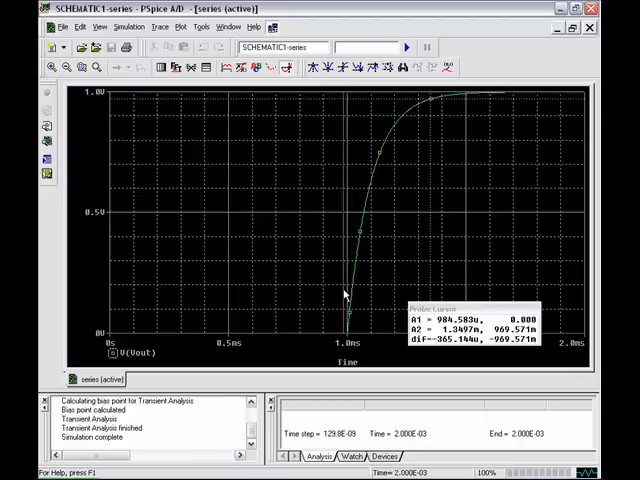 SCHEMATIC1-series - PSpice A/D - [series (active)]
File Edit View Simulation Trace Plot Tools Window Help
SCHEMATIC1-series
1.0V
0.5V
0V
0s 0.5ms 1.0ms 2.0ms
V(Vout)
Time
Probe Cursor
A1 = 984.583u, 0.000
A2 = 1.3497m, 969.571m
dif=-365.144u, -969.571m
series (active)
Calculating bias point for Transient Analysis
Bias point calculated
Transient Analysis
Transient Analysis finished
Simulation complete
Time step = 129.8E-09 Time = 2.000E-03 End = 2.000E-03
Analysis Watch Devices
For Help, press F1
Time= 2.000E-03 100%